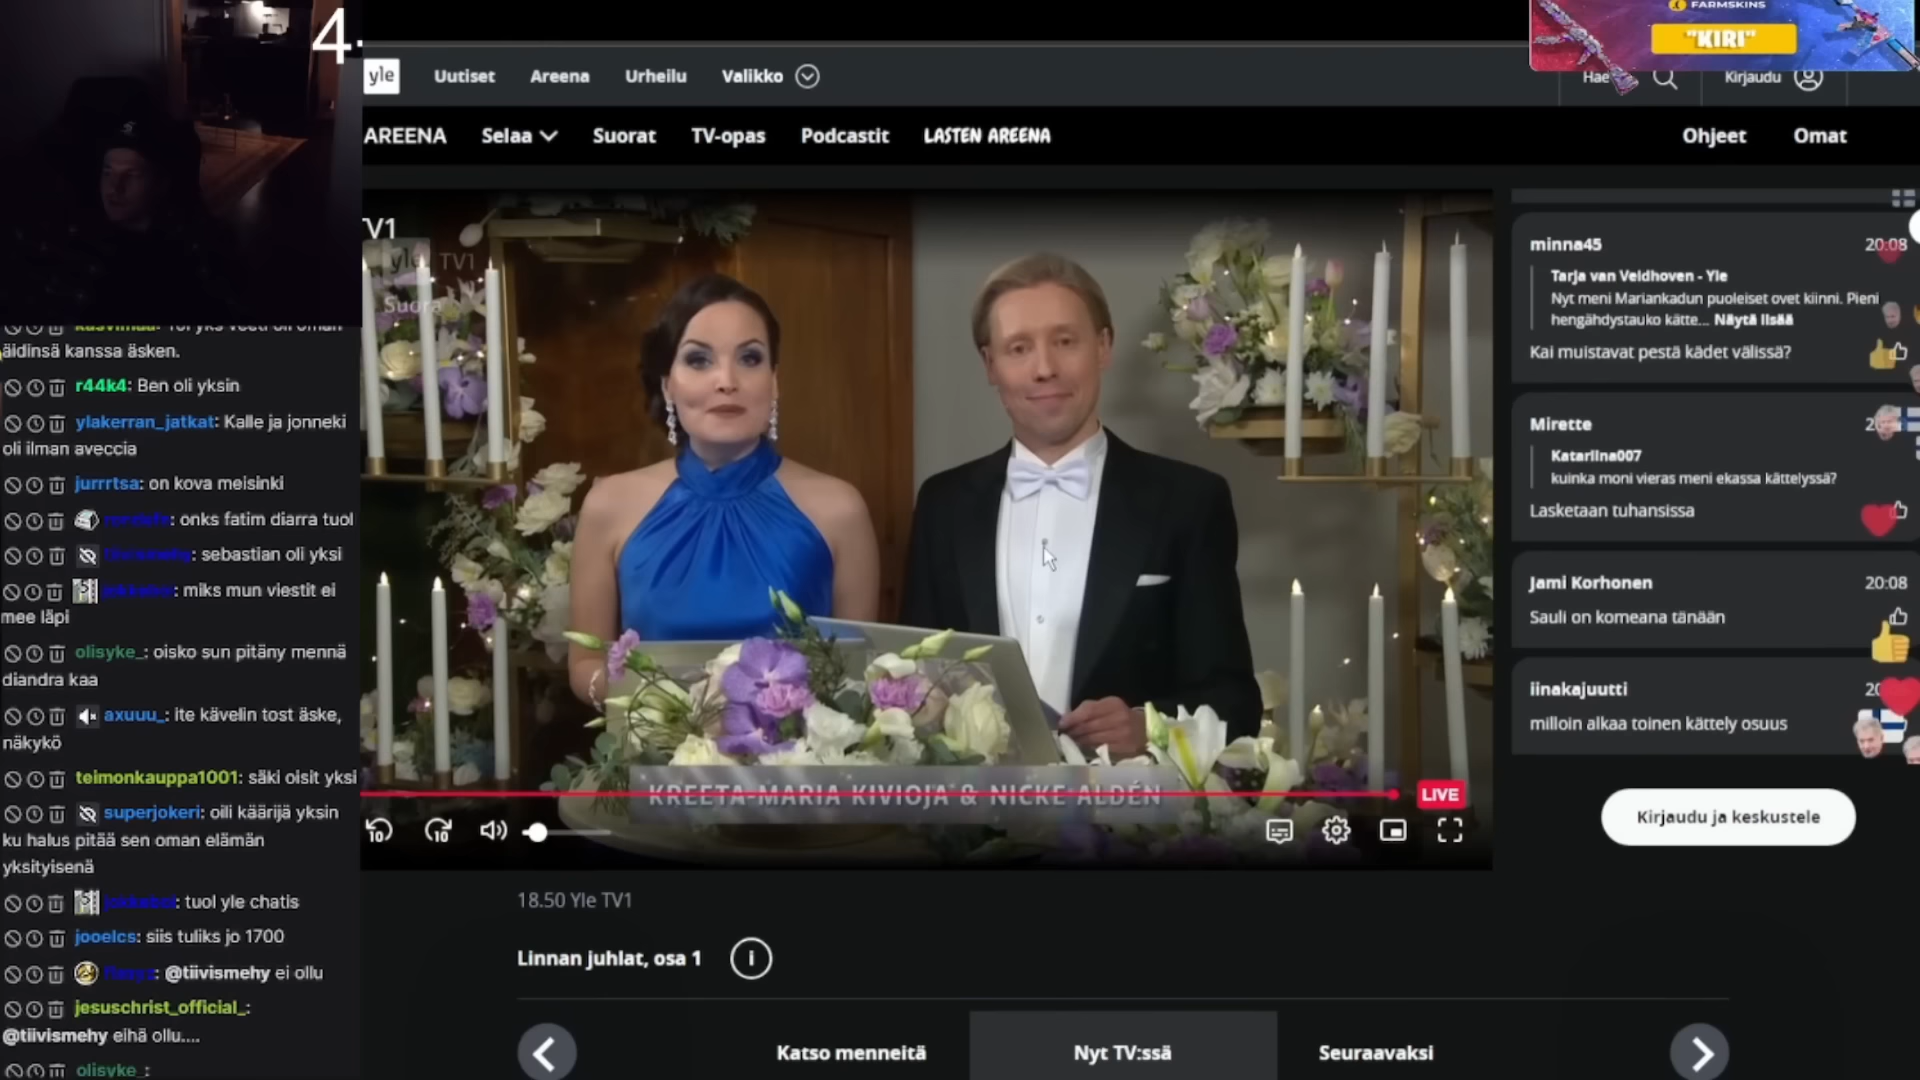 4
FARMSKINS
"KIRI"
yle
Uutiset
Areena
Urheilu
Valikko
Hae
Kirjaudu
AREENA
Selaa
Suorat
TV-opas
Podcastit
LASTEN AREENA
Ohjeet
Omat
äidinsä kanssa äsken.
r44k4: Ben oli yksin
ylakerran_jatkat: Kalle ja jonneki
oli ilman aveccia
jurrrtsa: on kova meisinki
: onks fatim diarra tuol
: sebastian oli yksi
: miks mun viestit ei
mee läpi
olisyke_: oisko sun pitäny mennä
diandra kaa
axuuu_: ite kävelin tost äske,
näkykö
teimonkauppa1001: säki oisit yksi
superjokeri: oili käärijä yksin
ku halus pitää sen oman elämän
yksityisenä
: tuol yle chatis
jooelcs: siis tuliks jo 1700
: @tiivismehy ei ollu
jesuschrist_official_:
@tiivismehy eihä ollu....
olisyke_:
TV1
yle TV1
Suora
KREETA-MARIA KIVIOJA & NICKE ALDÉN
LIVE
10
10
18.50 Yle TV1
Linnan juhlat, osa 1
i
Katso menneitä
Nyt TV:ssä
Seuraavaksi
minna45
20:08
Tarja van Veldhoven - Yle
Nyt meni Mariankadun puoleiset ovet kiinni. Pieni
hengähdystauko kätte... Näytä lisää
Kai muistavat pestä kädet välissä?
Mirette
Katariina007
kuinka moni vieras meni ekassa kättelyssä?
Lasketaan tuhansissa
Jami Korhonen
20:08
Sauli on komeana tänään
iinakajuutti
milloin alkaa toinen kättely osuus
Kirjaudu ja keskustele